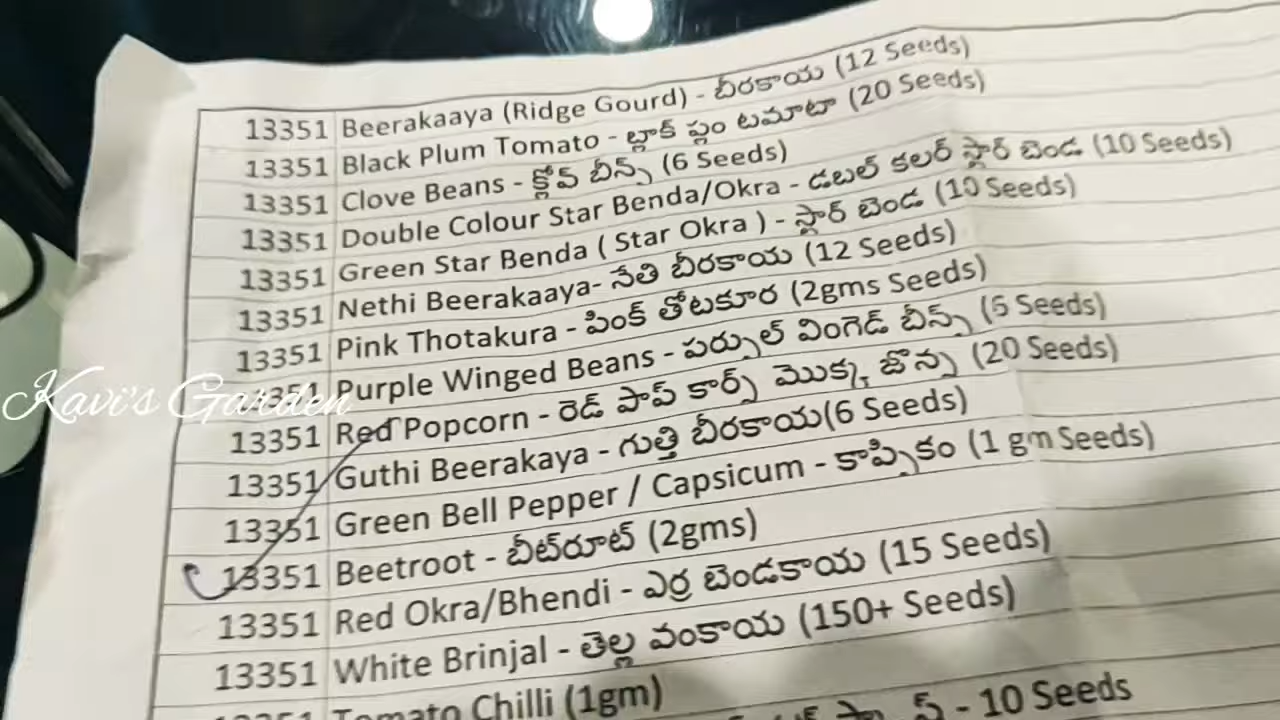 13351 Beerakaaya (Ridge Gourd) - బీరకాయ (12 Seeds)
13351 Black Plum Tomato - బ్లాక్ ప్లం టమాటా (20 Seeds)
13351 Clove Beans - క్లోవ్ బీన్స్ (6 Seeds)
13351 Double Colour Star Benda/Okra - డబల్ కలర్ స్టార్ బెండ (10 Seeds)
13351 Green Star Benda ( Star Okra ) - స్టార్ బెండ (10 Seeds)
13351 Nethi Beerakaaya- నేతి బీరకాయ (12 Seeds)
13351 Pink Thotakura - పింక్ తోటకూర (2gms Seeds)
13351 Purple Winged Beans - పర్పుల్ వింగెడ్ బీన్స్ (5 Seeds)
13351 Red Popcorn - రెడ్ పాప్ కార్న్ మొక్క జొన్న (20 Seeds)
13351 Guthi Beerakaya - గుత్తి బీరకాయ(6 Seeds)
13351 Green Bell Pepper / Capsicum - కాప్సికం (1 gm Seeds)
13351 Beetroot - బీట్‌రూట్ (2gms)
13351 Red Okra/Bhendi - ఎర్ర బెండకాయ (15 Seeds)
13351 White Brinjal - తెల్ల వంకాయ (150+ Seeds)
Tomato Chilli (1gm)
- 10 Seeds
Kavi's Garden